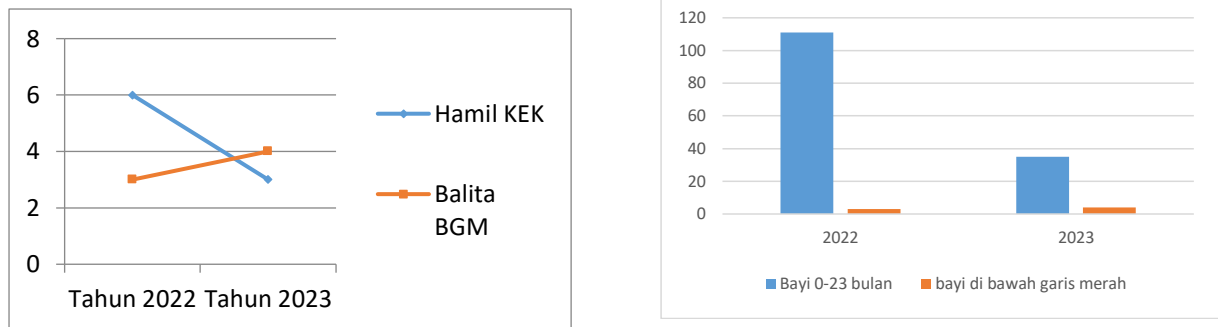 8
6
4
2
0
Tahun 2022 Tahun 2023
Hamil KEK
Balita
BGM
120
100
80
60
40
20
0
2022 2023
Bayi 0-23 bulan bayi di bawah garis merah